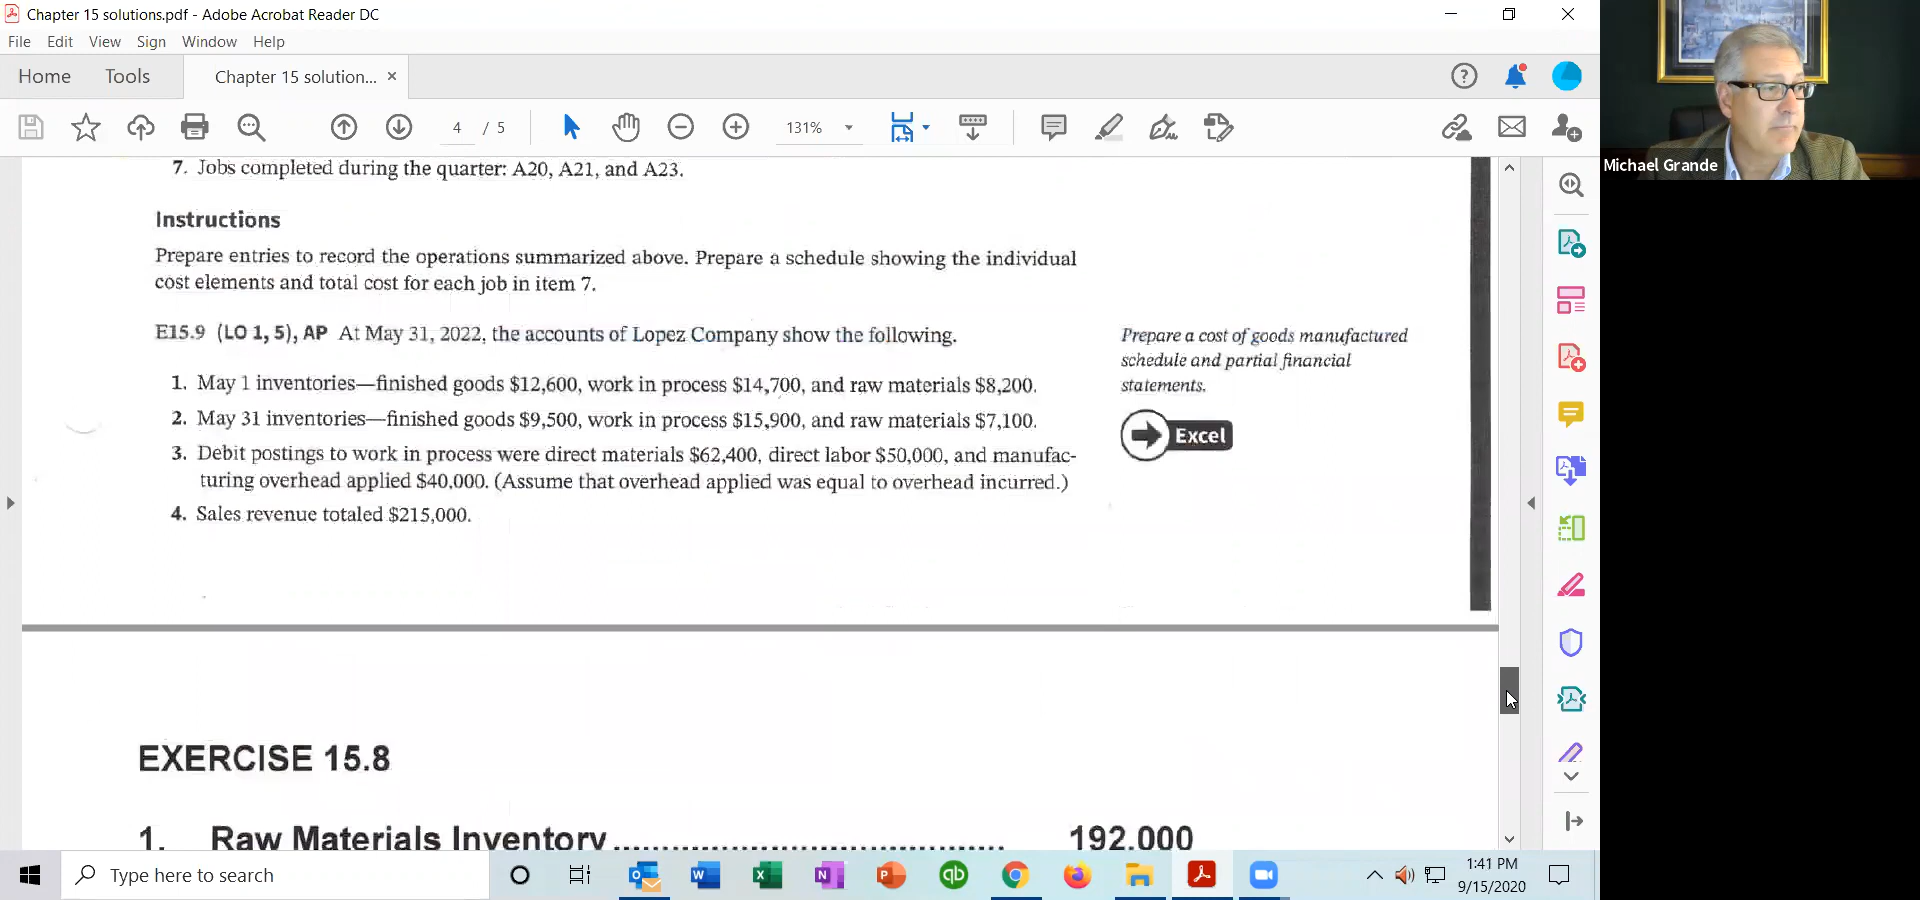 Chapter 15 solutions.pdf - Adobe Acrobat Reader DC
File Edit View Sign Window Help
Home Tools Chapter 15 solution... ×
4 / 5 131%
Michael Grande
7. Jobs completed during the quarter: A20, A21, and A23.
Instructions
Prepare entries to record the operations summarized above. Prepare a schedule showing the individual
cost elements and total cost for each job in item 7.
E15.9 (LO 1, 5), AP At May 31, 2022, the accounts of Lopez Company show the following.
1. May 1 inventories—finished goods $12,600, work in process $14,700, and raw materials $8,200.
2. May 31 inventories—finished goods $9,500, work in process $15,900, and raw materials $7,100.
3. Debit postings to work in process were direct materials $62,400, direct labor $50,000, and manufac-
turing overhead applied $40,000. (Assume that overhead applied was equal to overhead incurred.)
4. Sales revenue totaled $215,000.
Prepare a cost of goods manufactured
schedule and partial financial
statements.
Excel
EXERCISE 15.8
1. Raw Materials Inventory.................................... 192,000
Type here to search
1:41 PM
9/15/2020